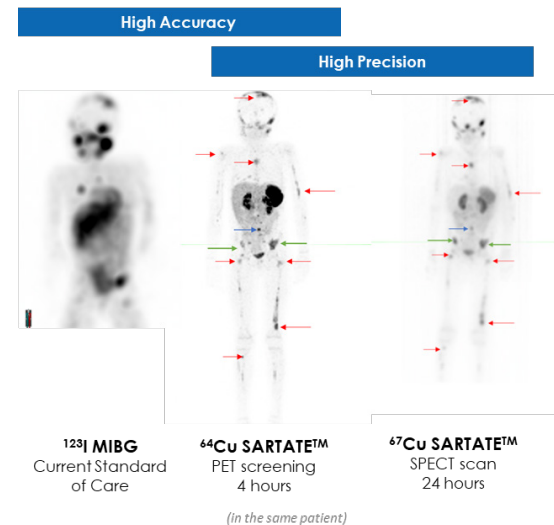 High Accuracy
High Precision
¹²³I MIBG
Current Standard
of Care
⁶⁴Cu SARTATE™
PET screening
4 hours
⁶⁷Cu SARTATE™
SPECT scan
24 hours
(in the same patient)